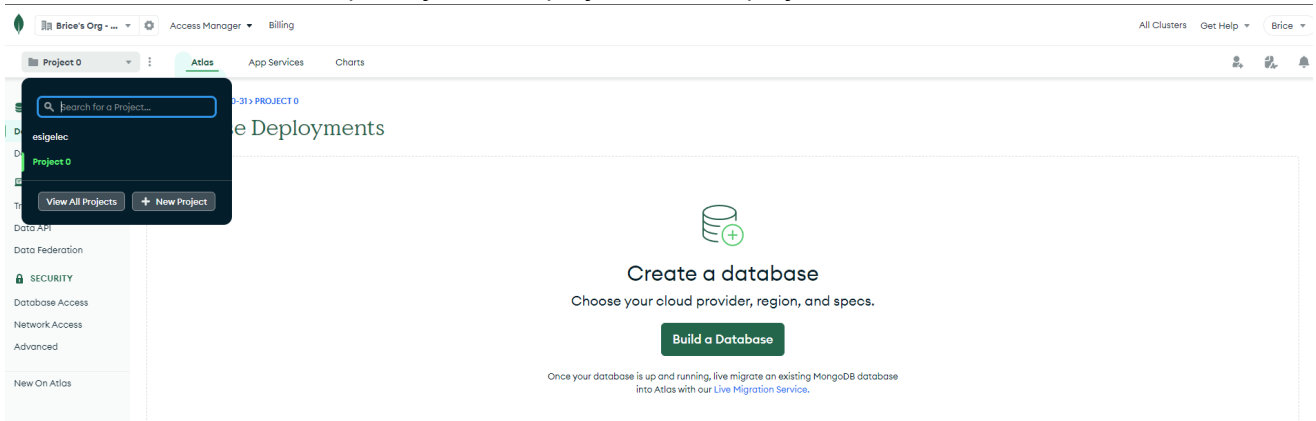 Brice's Org - ... Access Manager Billing All Clusters Get Help Brice
Project 0 Atlas App Services Charts
Search for a Project...
esigelec
Project 0
View All Projects + New Project
0-31 > PROJECT 0
e Deployments
Data API
Data Federation
SECURITY
Database Access
Network Access
Advanced
New On Atlas
Create a database
Choose your cloud provider, region, and specs.
Build a Database
Once your database is up and running, live migrate an existing MongoDB database
into Atlas with our Live Migration Service.